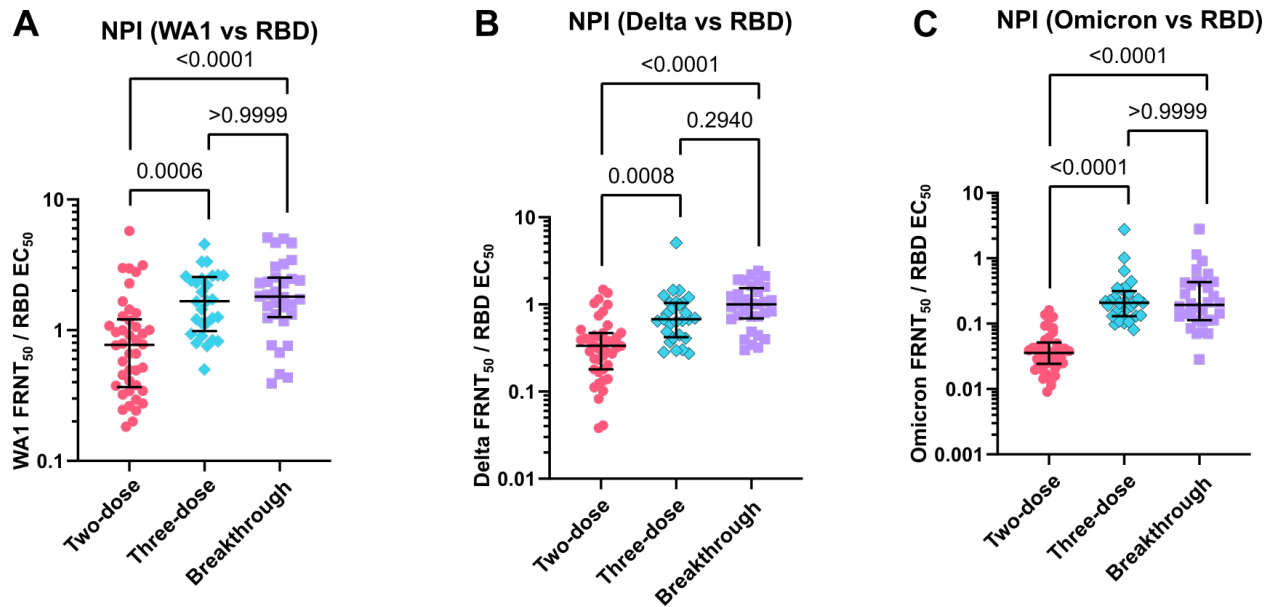 A
NPI (WA1 vs RBD)
<0.0001
>0.9999
0.0006
WA1 FRNT50 / RBD EC50
10
1
0.1
Two-dose
Three-dose
Breakthrough
B
NPI (Delta vs RBD)
<0.0001
0.2940
0.0008
Delta FRNT50 / RBD EC50
10
1
0.1
0.01
Two-dose
Three-dose
Breakthrough
C
NPI (Omicron vs RBD)
<0.0001
>0.9999
<0.0001
Omicron FRNT50 / RBD EC50
10
1
0.1
0.01
0.001
Two-dose
Three-dose
Breakthrough